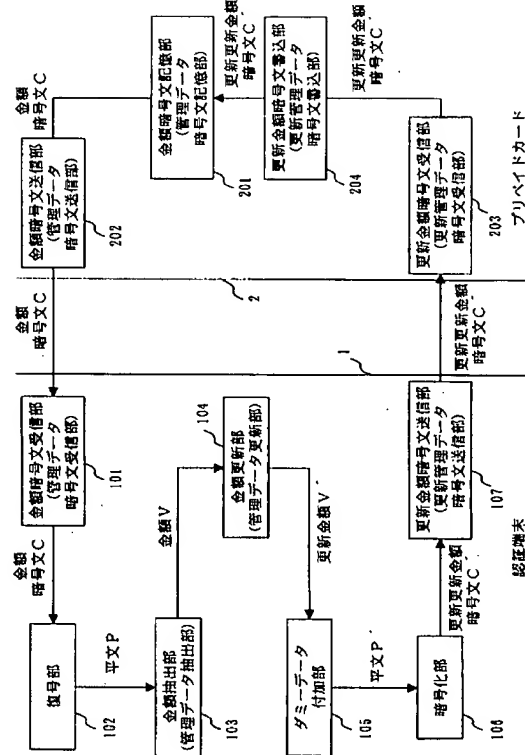 金額
暗号文C
金額暗号文送信部
(管理データ
暗号文送信部)
202
金額暗号文記憶部
(管理データ
暗号文記憶部)
201
更新更新金額
暗号文C´
更新金額暗号文書込部
(更新管理データ
暗号文書込部)
204
更新更新金額
暗号文C´
更新金額暗号文受信部
(更新管理データ
暗号文受信部)
203
プリペイドカード
2
金額
暗号文C
更新更新金額
暗号文C´
1
金額暗号文受信部
(管理データ
暗号文受信部)
101
金額
暗号文C
復号部
102
平文P
金額抽出部
(管理データ抽出部)
103
金額V
金額更新部
(管理データ更新部)
104
更新金額V´
ダミーデータ
付加部
105
平文P´
暗号化部
106
更新更新金額
暗号文C´
更新金額暗号文送信部
(更新管理データ
暗号文送信部)
107
認証端末